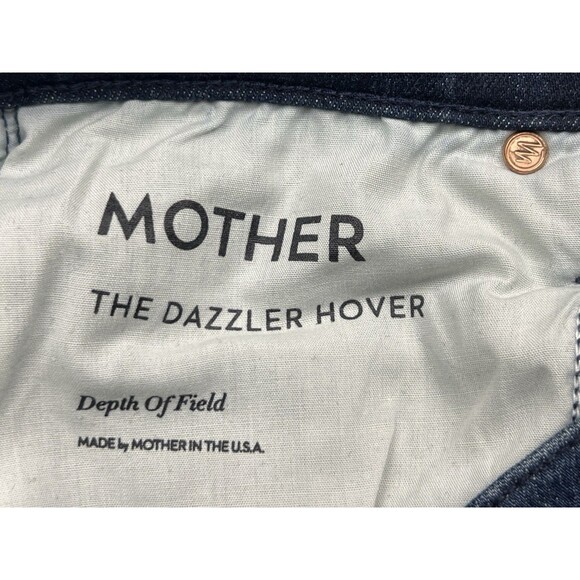 MOTHER
THE DAZZLER HOVER
Depth Of Field
MADE by MOTHER IN THE U.S.A.